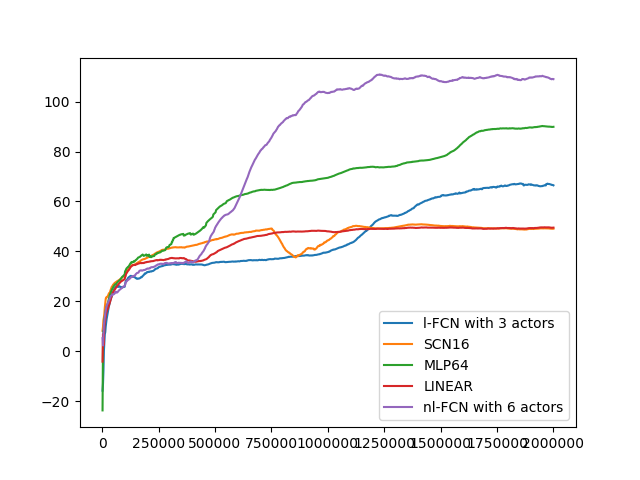 100
80
60
40
20
0
−20
0 250000 500000 750000 1000000 1250000 1500000 1750000 2000000
l-FCN with 3 actors
SCN16
MLP64
LINEAR
nl-FCN with 6 actors